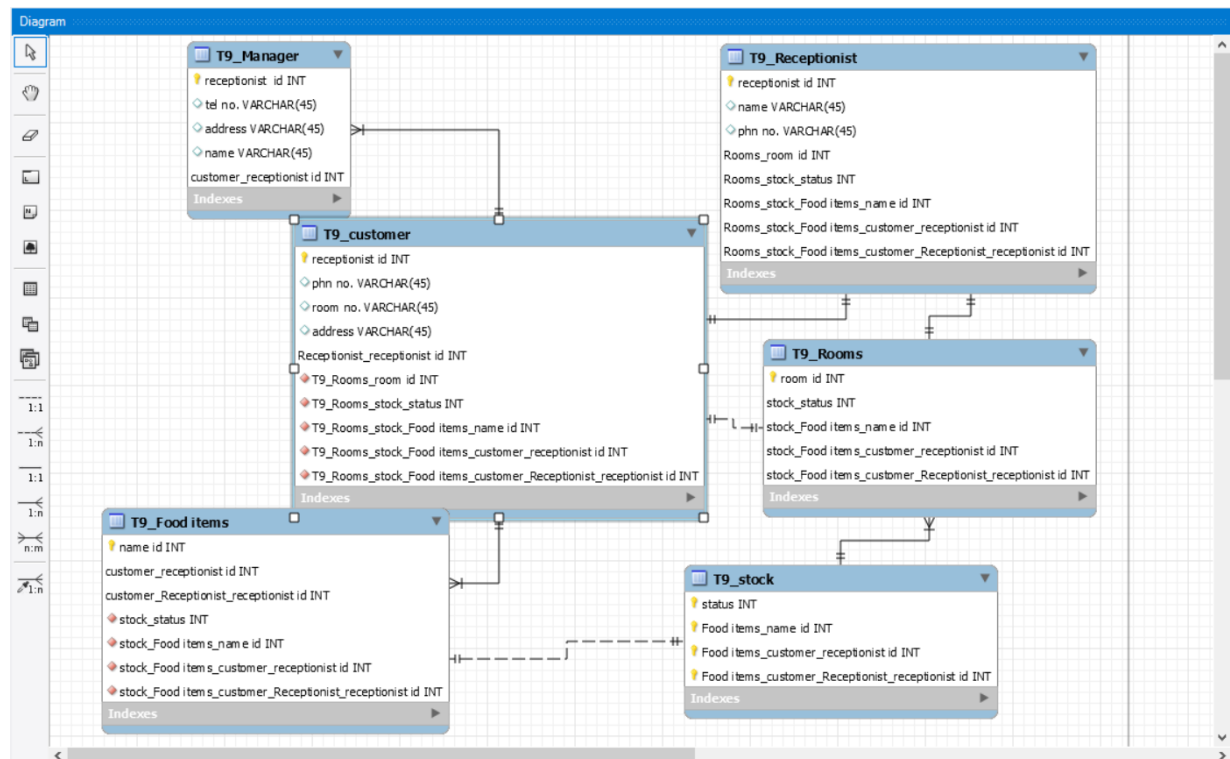 Diagram
T9_Manager
receptionist id INT
tel no. VARCHAR(45)
address VARCHAR(45)
name VARCHAR(45)
customer_receptionist id INT
Indexes
T9_Receptionist
receptionist id INT
name VARCHAR(45)
phn no. VARCHAR(45)
Rooms_room id INT
Rooms_stock_status INT
Rooms_stock_Food items_name id INT
Rooms_stock_Food items_customer_receptionist id INT
Rooms_stock_Food items_customer_Receptionist_receptionist id INT
Indexes
T9_customer
receptionist id INT
phn no. VARCHAR(45)
room no. VARCHAR(45)
address VARCHAR(45)
Receptionist_receptionist id INT
T9_Rooms_room id INT
T9_Rooms_stock_status INT
T9_Rooms_stock_Food items_name id INT
T9_Rooms_stock_Food items_customer_receptionist id INT
T9_Rooms_stock_Food items_customer_Receptionist_receptionist id INT
Indexes
T9_Rooms
room id INT
stock_status INT
stock_Food items_name id INT
stock_Food items_customer_receptionist id INT
stock_Food items_customer_Receptionist_receptionist id INT
Indexes
T9_Food items
name id INT
customer_receptionist id INT
customer_Receptionist_receptionist id INT
stock_status INT
stock_Food items_name id INT
stock_Food items_customer_receptionist id INT
stock_Food items_customer_Receptionist_receptionist id INT
Indexes
T9_stock
status INT
Food items_name id INT
Food items_customer_receptionist id INT
Food items_customer_Receptionist_receptionist id INT
Indexes
1:1
1:n
1:1
1:n
n:m
1:n